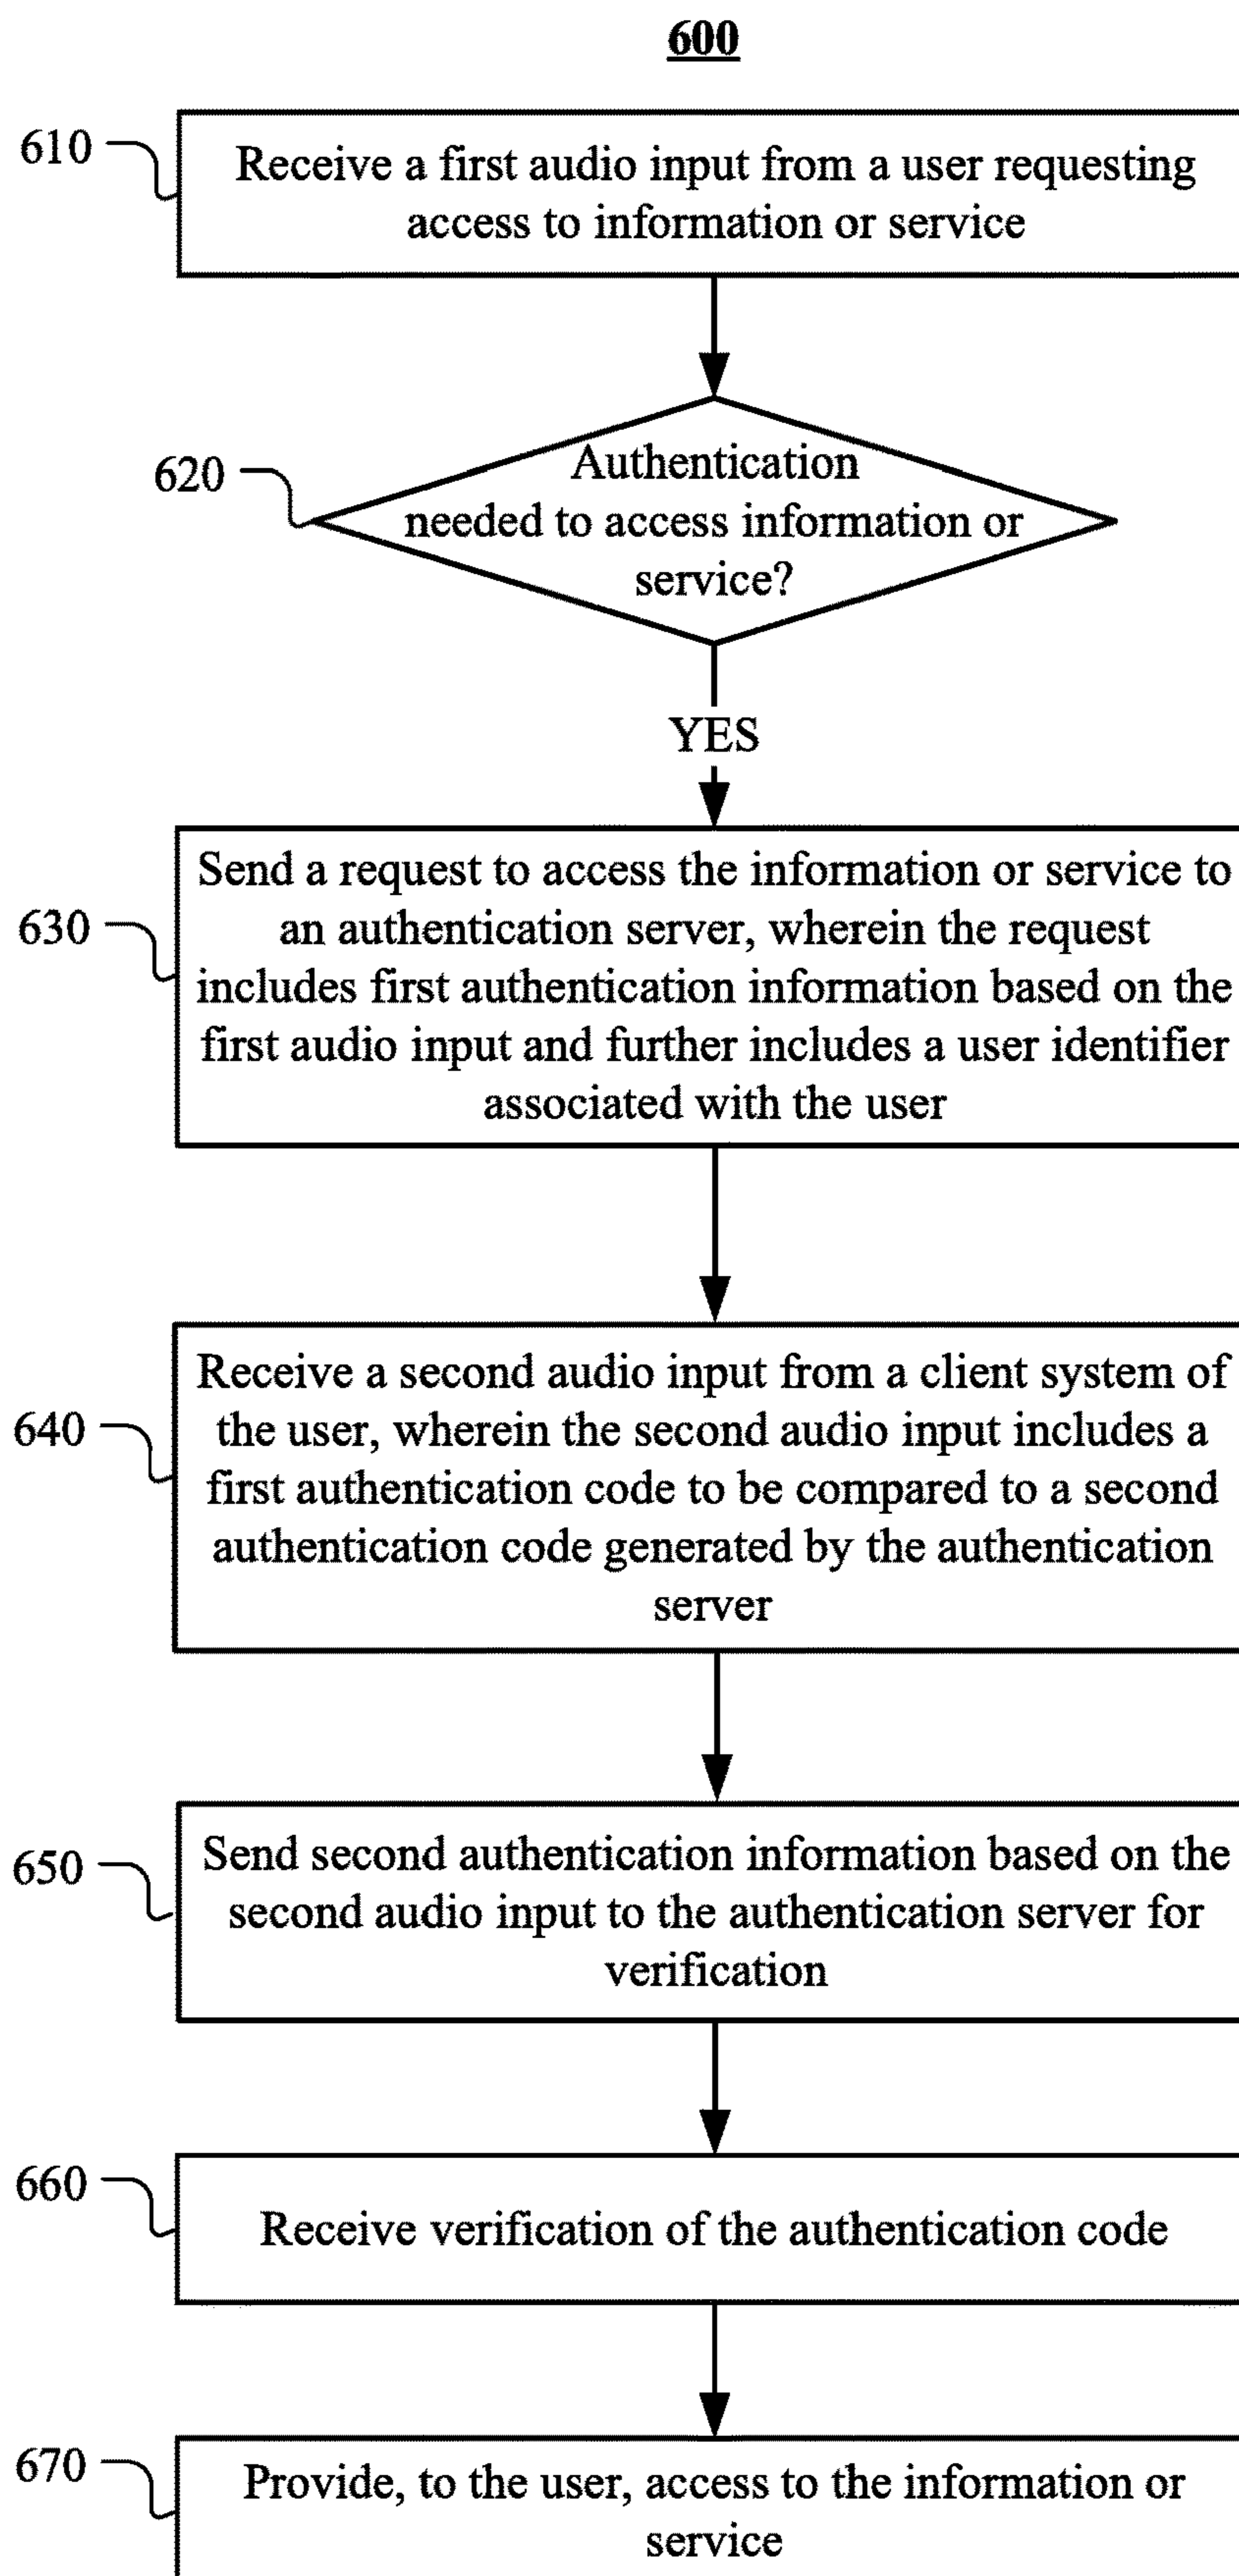 600
610
Receive a first audio input from a user requesting
access to information or service
620
Authentication
needed to access information or
service?
YES
630
Send a request to access the information or service to
an authentication server, wherein the request
includes first authentication information based on the
first audio input and further includes a user identifier
associated with the user
640
Receive a second audio input from a client system of
the user, wherein the second audio input includes a
first authentication code to be compared to a second
authentication code generated by the authentication
server
650
Send second authentication information based on the
second audio input to the authentication server for
verification
660
Receive verification of the authentication code
670
Provide, to the user, access to the information or
service